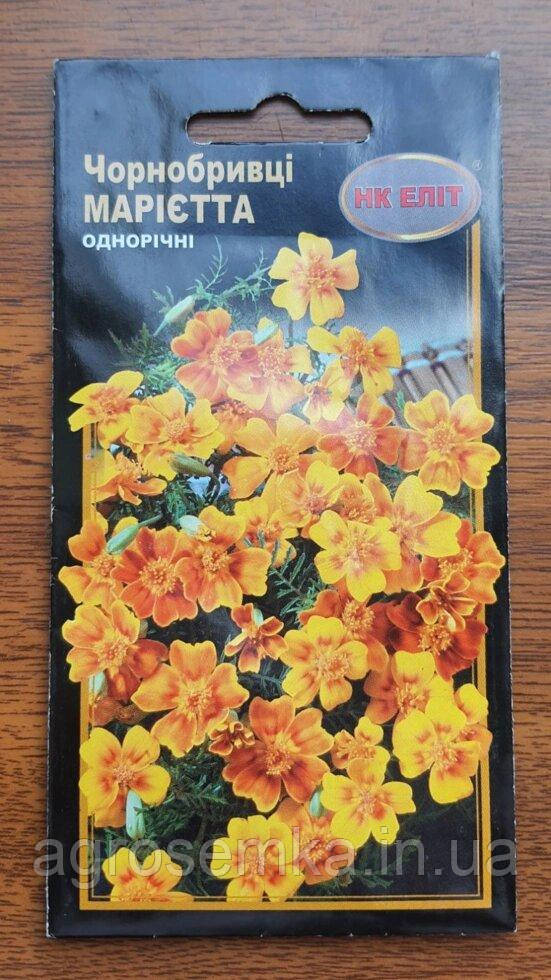 Чорнобривці
МАРІЄТТА
ОДНОРІЧНІ
НК ЕЛІТ
®
agrosemka.in.ua